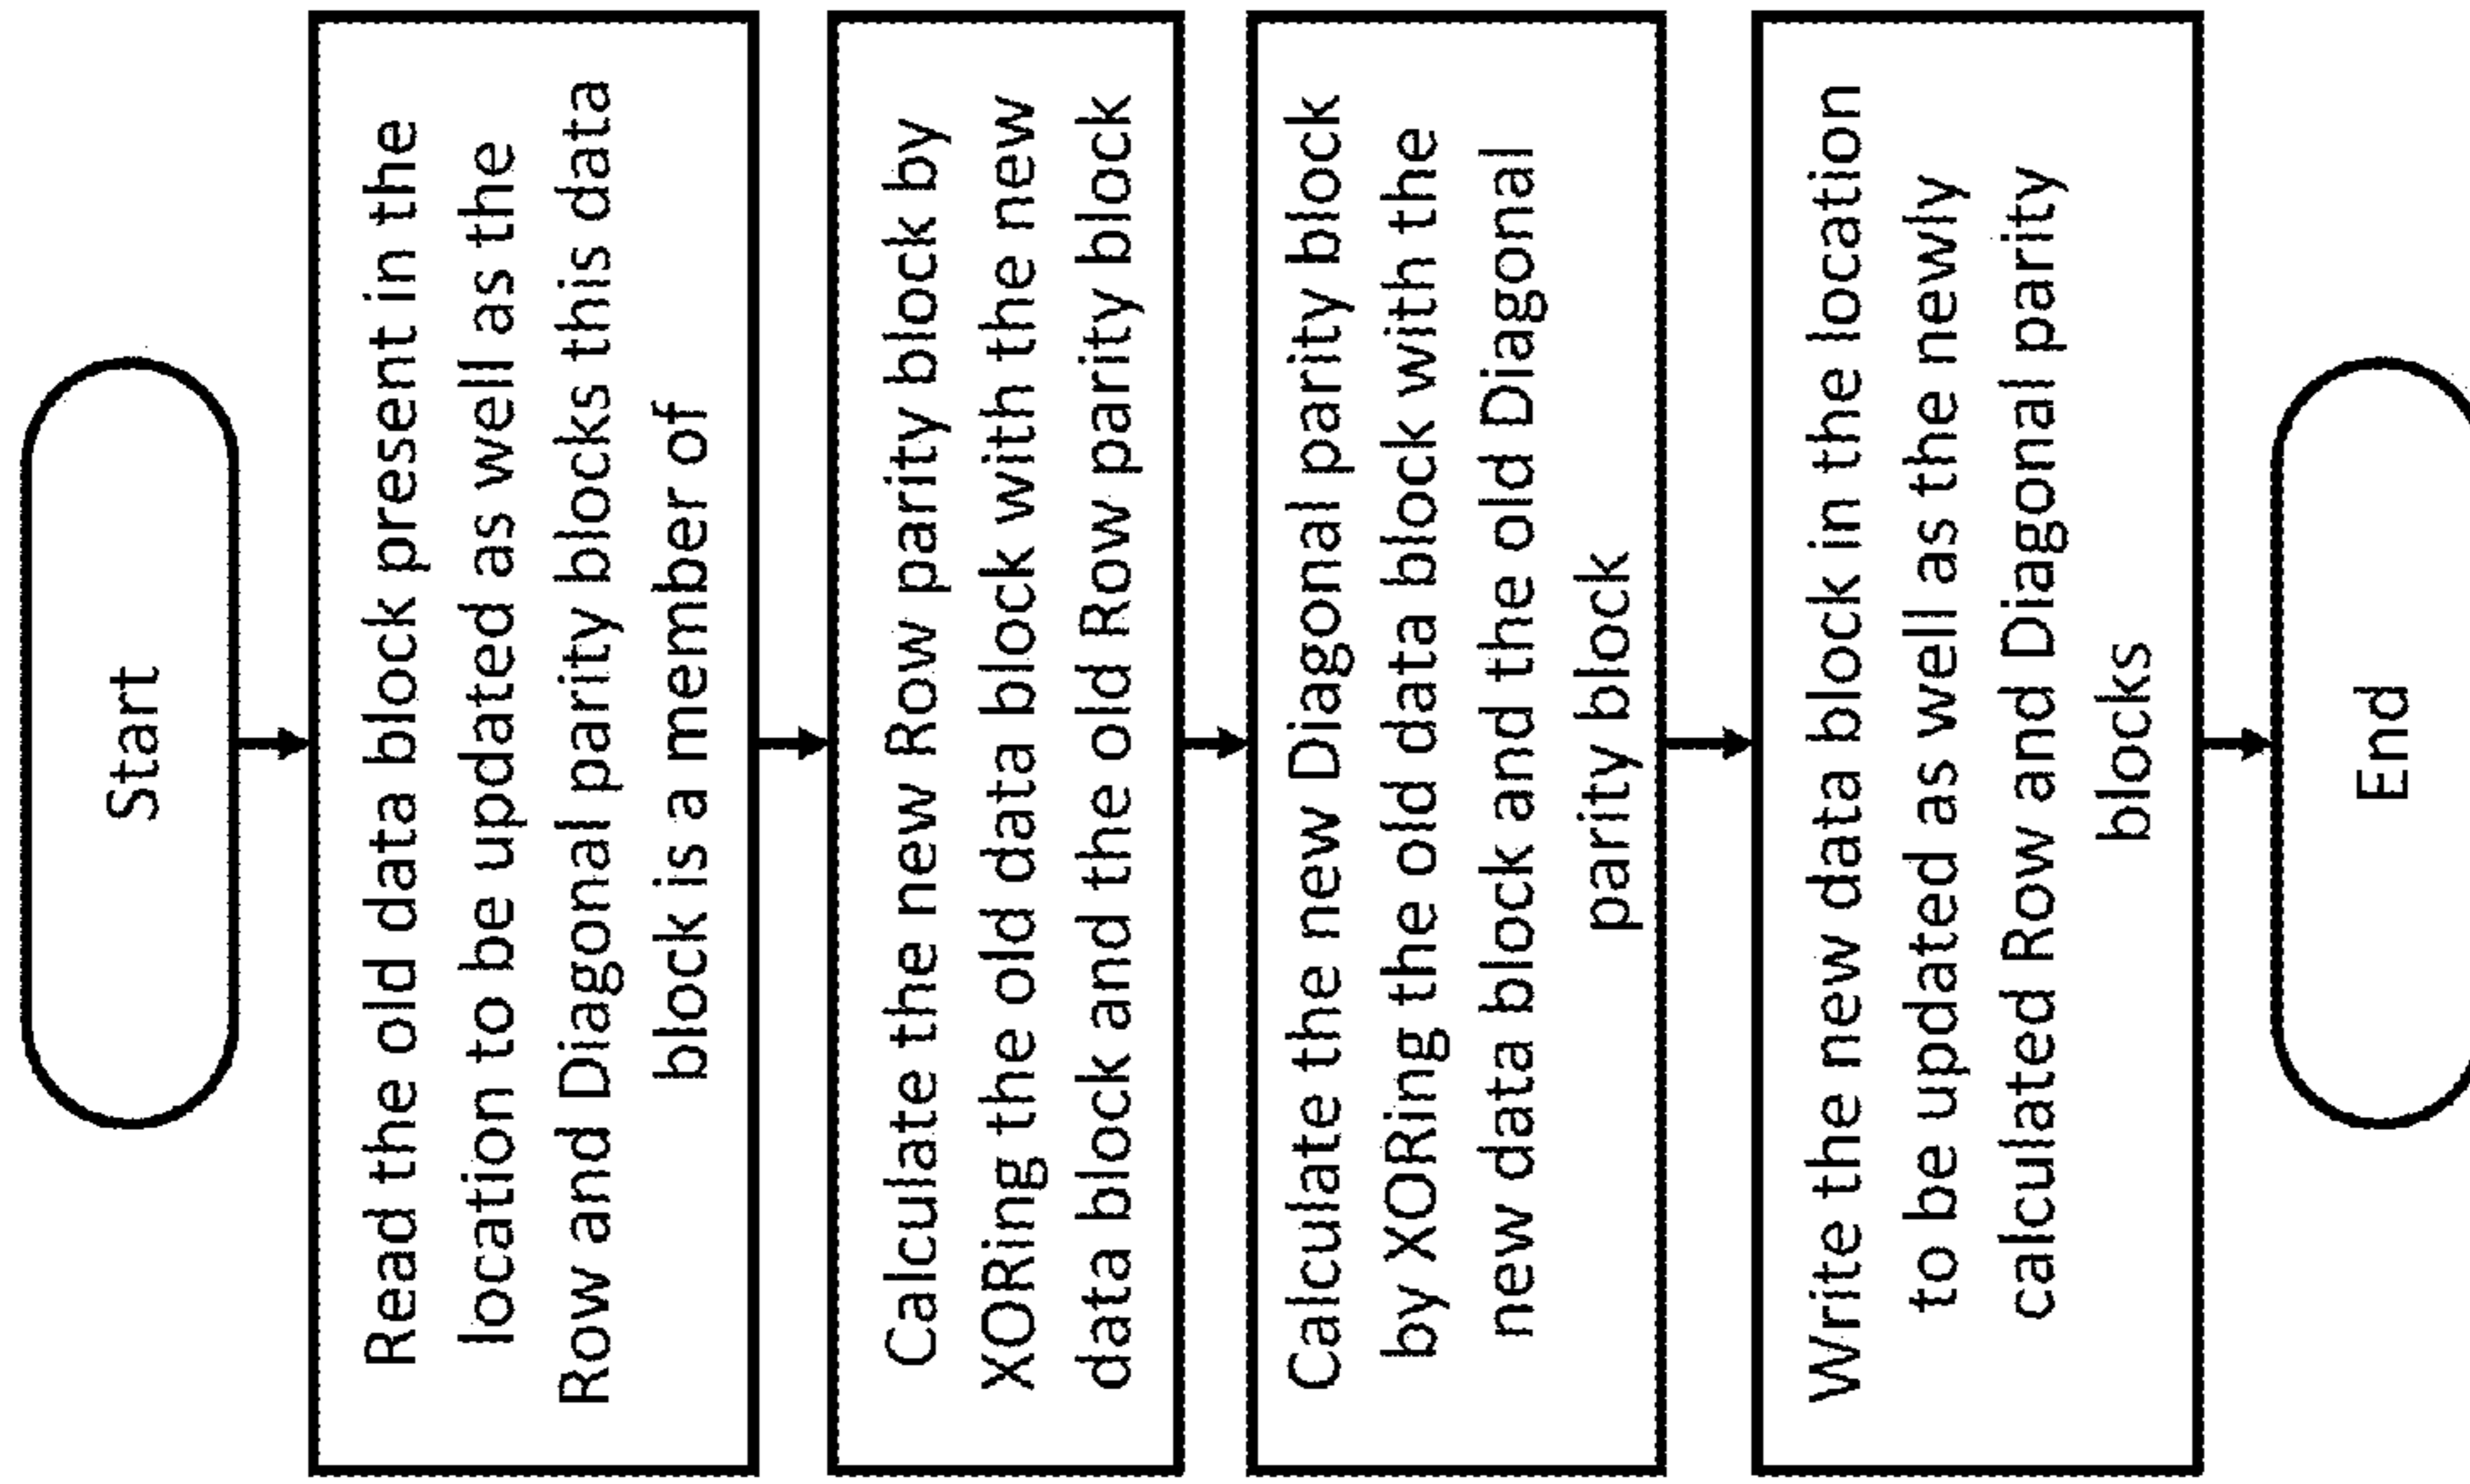 Start
Read the old data block present in the
location to be updated as well as the
Row and Diagonal parity blocks this data
block is a member of
Calculate the new Row parity block by
XORing the old data block with the new
data block and the old Row parity block
Calculate the new Diagonal parity block
by XORing the old data block with the
new data block and the old Diagonal
parity block
Write the new data block in the location
to be updated as well as the newly
calculated Row and Diagonal parity
blocks
End